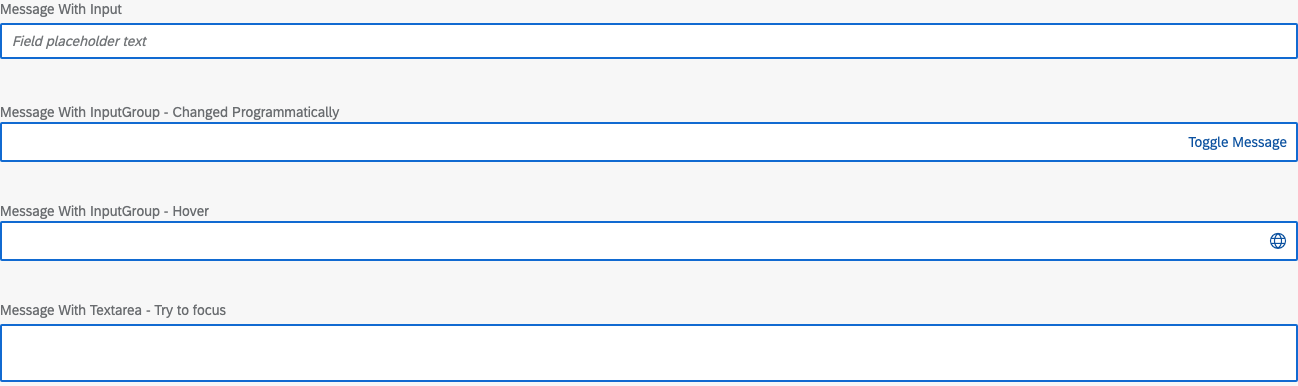 Message With Input
Field placeholder text
Message With InputGroup - Changed Programmatically
Toggle Message
Message With InputGroup - Hover
Message With Textarea - Try to focus